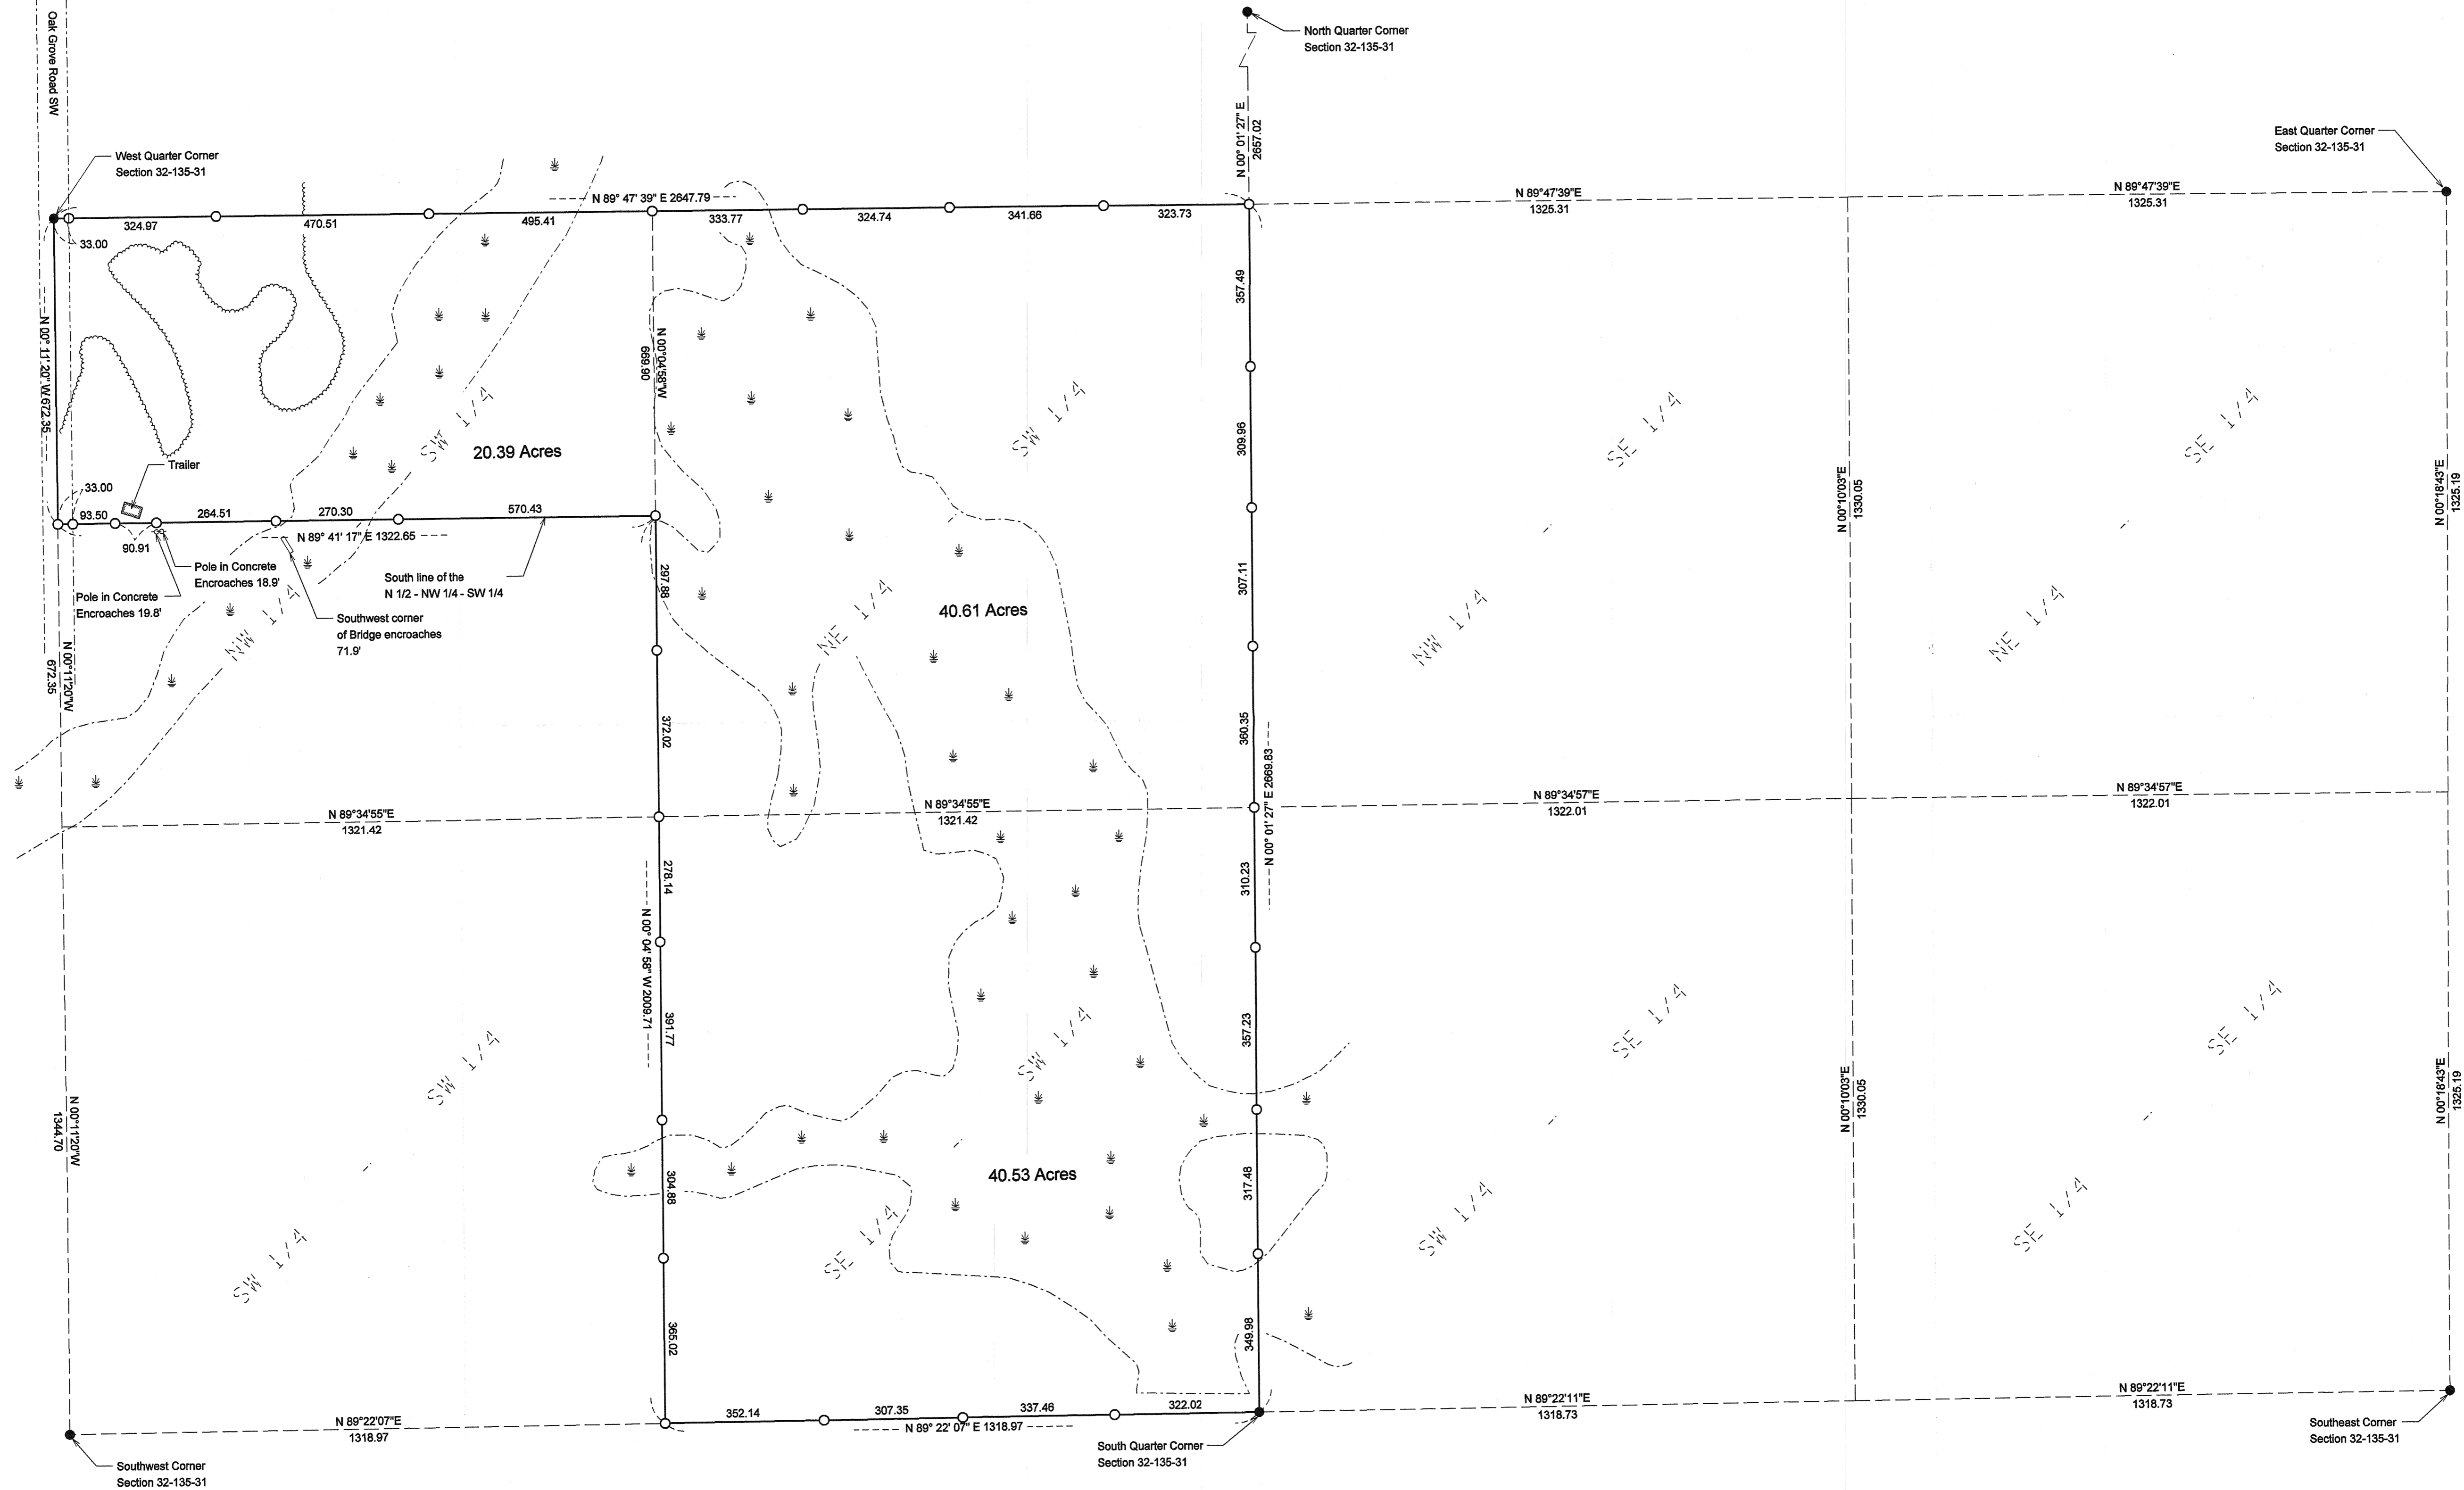 Oak Grove Road SW
North Quarter Corner
Section 32-135-31
N 00° 01' 27" E
2657.02
West Quarter Corner
Section 32-135-31
East Quarter Corner
Section 32-135-31
N 89° 47' 39" E 2647.79
N 89°47'39"E
1325.31
N 89°47'39"E
1325.31
324.97
470.51
495.41
333.77
324.74
341.66
323.73
33.00
357.49
N 00° 11' 20" W 672.35
N 00°04'58"W
669.90
SW 1/4
20.39 Acres
SW 1/4
SE 1/4
SE 1/4
309.96
Trailer
33.00
93.50
264.51
270.30
570.43
90.91
N 89° 41' 17" E 1322.65
N 00°10'03"E
1330.05
N 00°18'43"E
1325.19
Pole in Concrete
Encroaches 18.9'
Pole in Concrete
Encroaches 19.8'
South line of the
N 1/2 - NW 1/4 - SW 1/4
Southwest corner
of Bridge encroaches
71.9'
297.88
307.11
NW 1/4
NE 1/4
40.61 Acres
NW 1/4
NE 1/4
N 00°11'20"W
672.35
372.02
360.35
N 00° 01' 27" E 2669.83
N 89°34'55"E
1321.42
N 89°34'55"E
1321.42
N 89°34'57"E
1322.01
N 89°34'57"E
1322.01
278.14
310.23
N 00° 04' 58" W 2009.71
391.77
357.23
SW 1/4
SW 1/4
SE 1/4
SE 1/4
N 00°11'20"W
1344.70
N 00°10'03"E
1330.05
N 00°18'43"E
1325.19
304.88
317.48
40.53 Acres
SW 1/4
SE 1/4
SW 1/4
SE 1/4
365.02
349.98
352.14
307.35
337.46
322.02
N 89°22'07"E
1318.97
N 89° 22' 07" E 1318.97
N 89°22'11"E
1318.73
N 89°22'11"E
1318.73
South Quarter Corner
Section 32-135-31
Southeast Corner
Section 32-135-31
Southwest Corner
Section 32-135-31